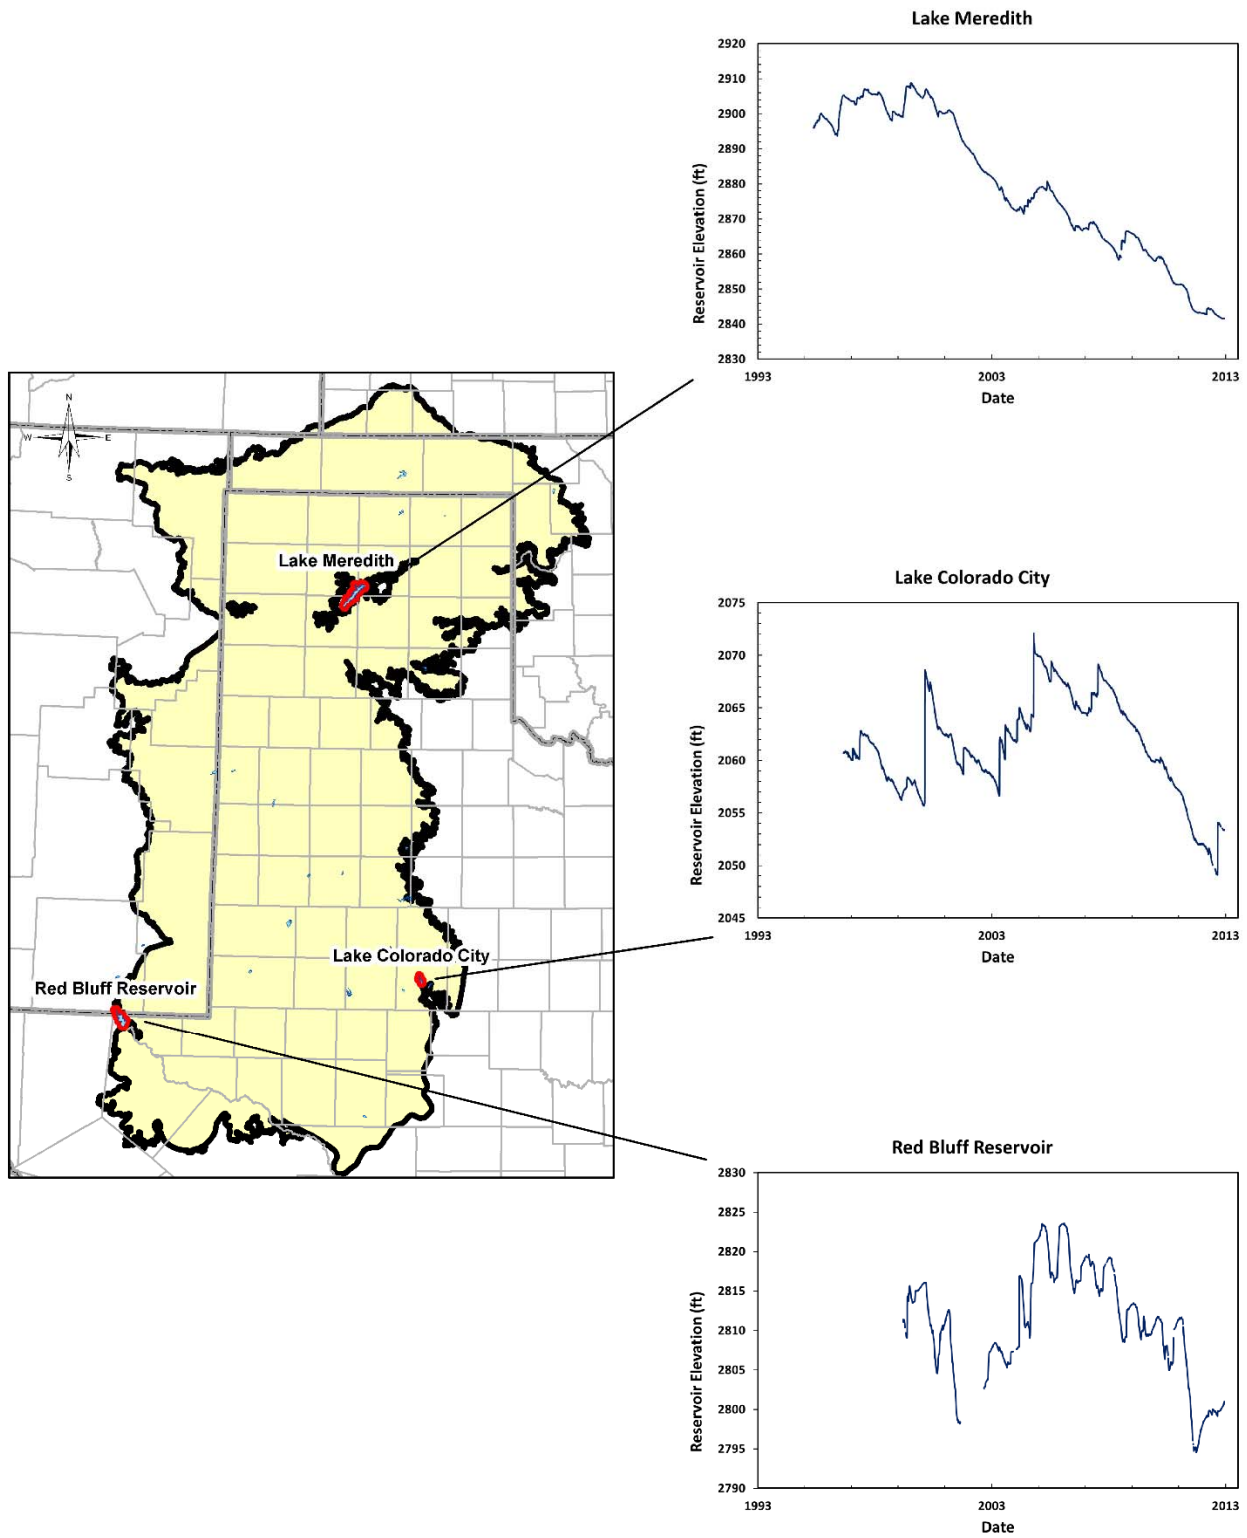 Lake Meredith
2920
2910
2900
2890
2880
2870
2860
2850
2840
2830
Reservoir Elevation (ft)
1993
2003
2013
Date
N
W
E
S
Lake Meredith
Lake Colorado City
Red Bluff Reservoir
Lake Colorado City
2075
2070
2065
2060
2055
2050
2045
Reservoir Elevation (ft)
1993
2003
2013
Date
Red Bluff Reservoir
2830
2825
2820
2815
2810
2805
2800
2795
2790
Reservoir Elevation (ft)
1993
2003
2013
Date